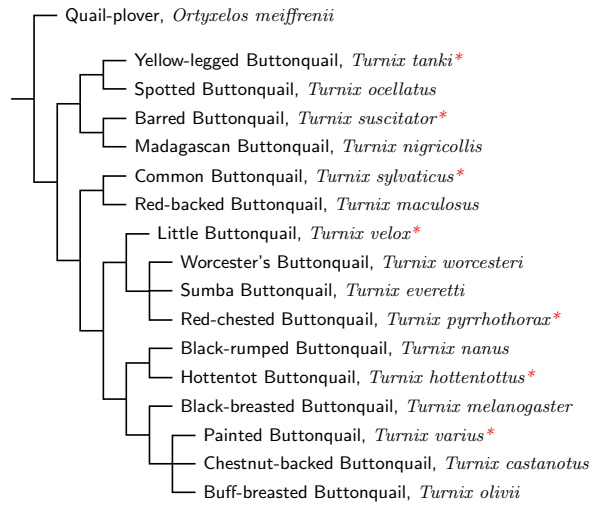 Quail-plover, Ortyxelos meiffrenii
Yellow-legged Buttonquail, Turnix tanki*
Spotted Buttonquail, Turnix ocellatus
Barred Buttonquail, Turnix suscitator*
Madagascan Buttonquail, Turnix nigricollis
Common Buttonquail, Turnix sylvaticus*
Red-backed Buttonquail, Turnix maculosus
Little Buttonquail, Turnix velox*
Worcester's Buttonquail, Turnix worcesteri
Sumba Buttonquail, Turnix everetti
Red-chested Buttonquail, Turnix pyrrhothorax*
Black-rumped Buttonquail, Turnix nanus
Hottentot Buttonquail, Turnix hottentottus*
Black-breasted Buttonquail, Turnix melanogaster
Painted Buttonquail, Turnix varius*
Chestnut-backed Buttonquail, Turnix castanotus
Buff-breasted Buttonquail, Turnix olivii